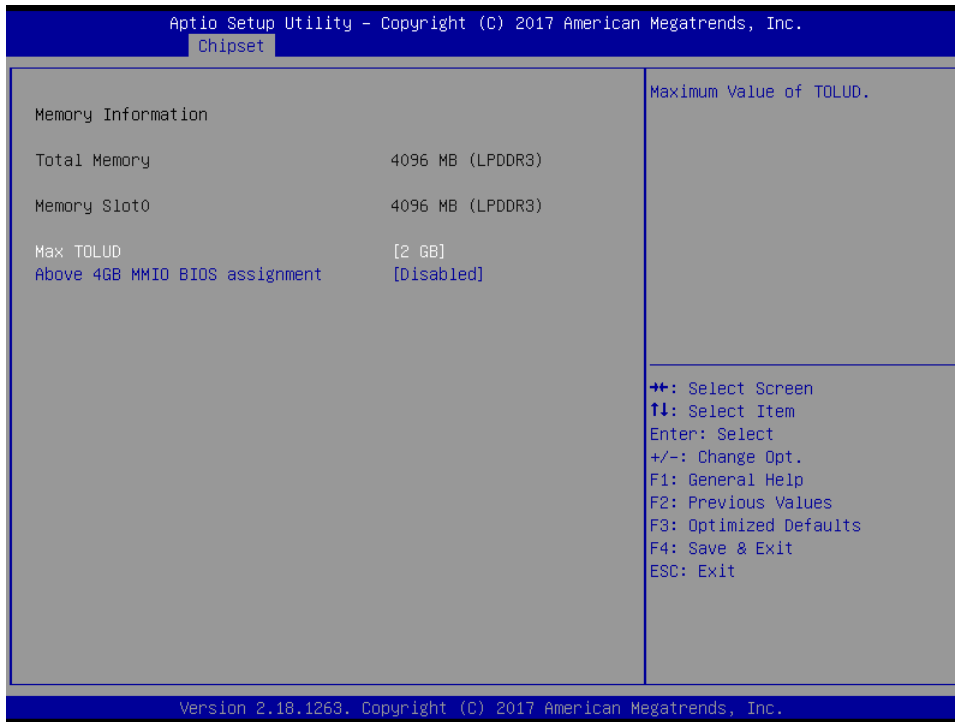 Aptio Setup Utility – Copyright (C) 2017 American Megatrends, Inc.
Chipset
Memory Information
Total Memory 4096 MB (LPDDR3)
Memory Slot0 4096 MB (LPDDR3)
Max TOLUD [2 GB]
Above 4GB MMIO BIOS assignment [Disabled]
Maximum Value of TOLUD.
→←: Select Screen
↑↓: Select Item
Enter: Select
+/-: Change Opt.
F1: General Help
F2: Previous Values
F3: Optimized Defaults
F4: Save & Exit
ESC: Exit
Version 2.18.1263. Copyright (C) 2017 American Megatrends, Inc.